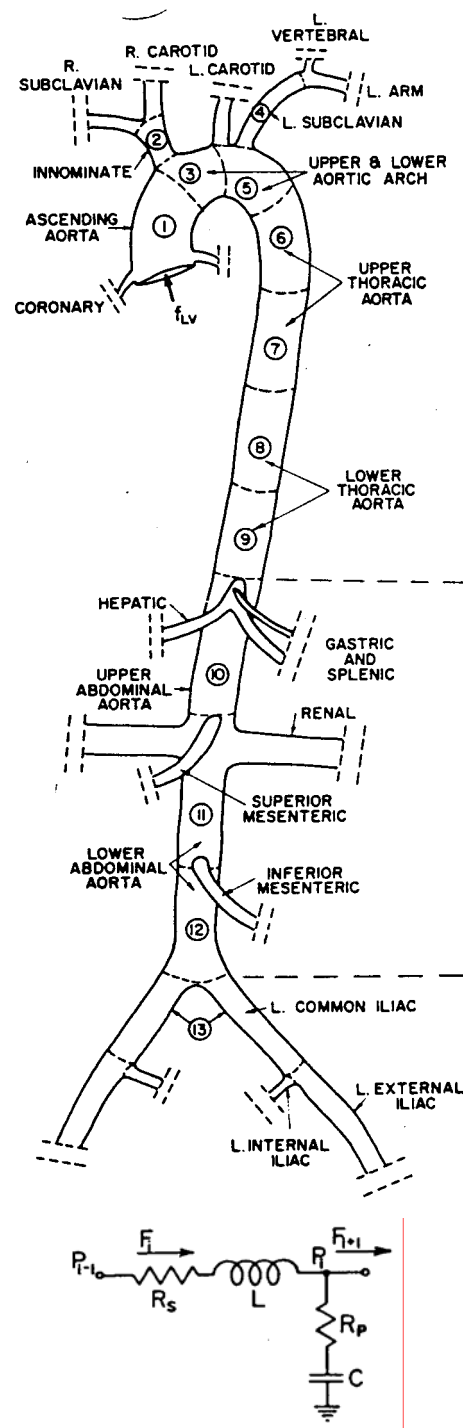 L.
VERTEBRAL
R. CAROTID
R.
SUBCLAVIAN
L. CAROTID
L. ARM
4
L. SUBCLAVIAN
2
INNOMINATE
3
5
UPPER & LOWER
AORTIC ARCH
ASCENDING
AORTA
1
6
UPPER
THORACIC
AORTA
CORONARY
fLV
7
8
LOWER
THORACIC
AORTA
9
HEPATIC
GASTRIC
AND
SPLENIC
10
UPPER
ABDOMINAL
AORTA
RENAL
SUPERIOR
MESENTERIC
11
LOWER
ABDOMINAL
AORTA
INFERIOR
MESENTERIC
12
L. COMMON ILIAC
13
L. EXTERNAL
ILIAC
L. INTERNAL
ILIAC
Fi
Fi+1
Pi-1
Pi
RS
L
RP
C